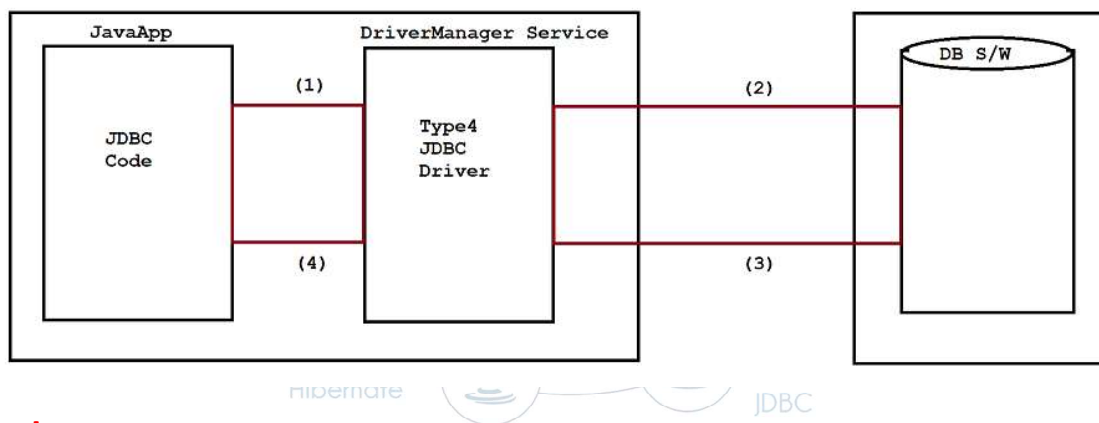 JavaApp
DriverManager Service
DB S/W
(1)
(2)
JDBC
Code
Type4
JDBC
Driver
(4)
(3)
Hibernate
JDBC